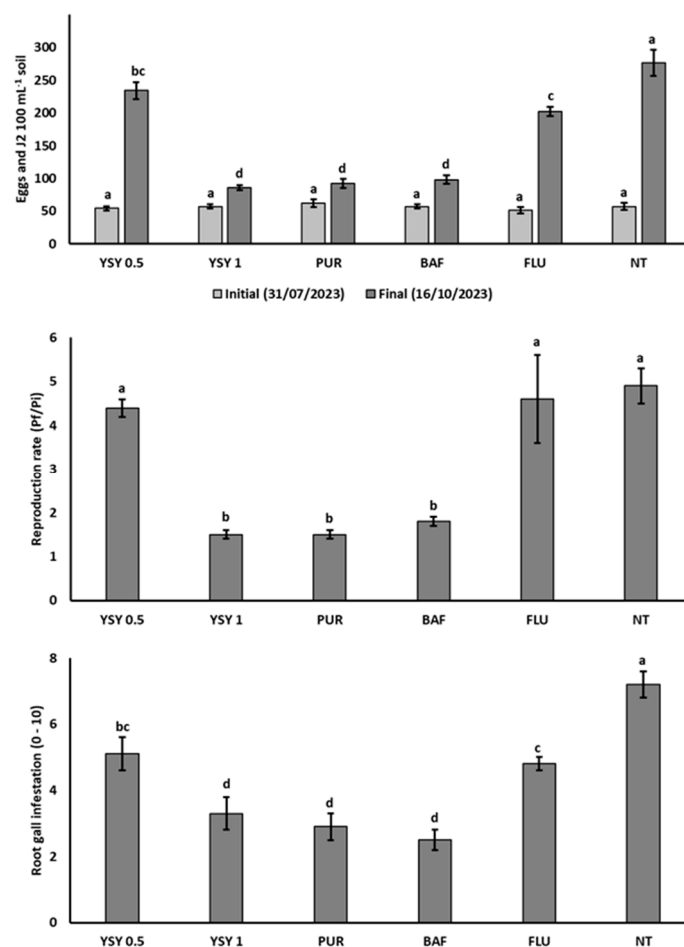 Eggs and J2 100 mL⁻¹ soil
300
250
200
150
100
50
0
a bc a d a d a d a c a a
YSY 0.5 YSY 1 PUR BAF FLU NT
Initial (31/07/2023) Final (16/10/2023)
Reproduction rate (Pf/Pi)
6
5
4
3
2
1
0
a b b b a a
YSY 0.5 YSY 1 PUR BAF FLU NT
Root gall infestation (0 - 10)
8
6
4
2
0
bc d d d c a
YSY 0.5 YSY 1 PUR BAF FLU NT